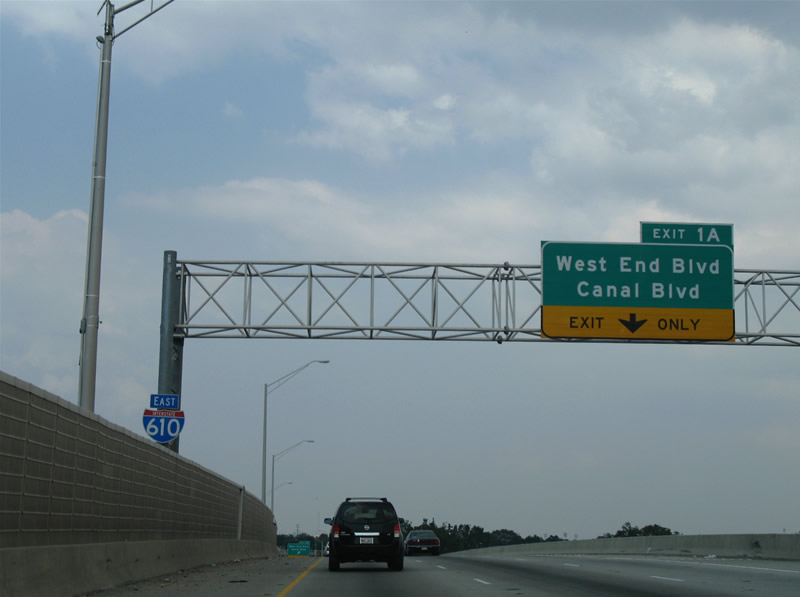 EXIT 1A
West End Blvd
Canal Blvd
EXIT ONLY
EAST
INTERSTATE
610